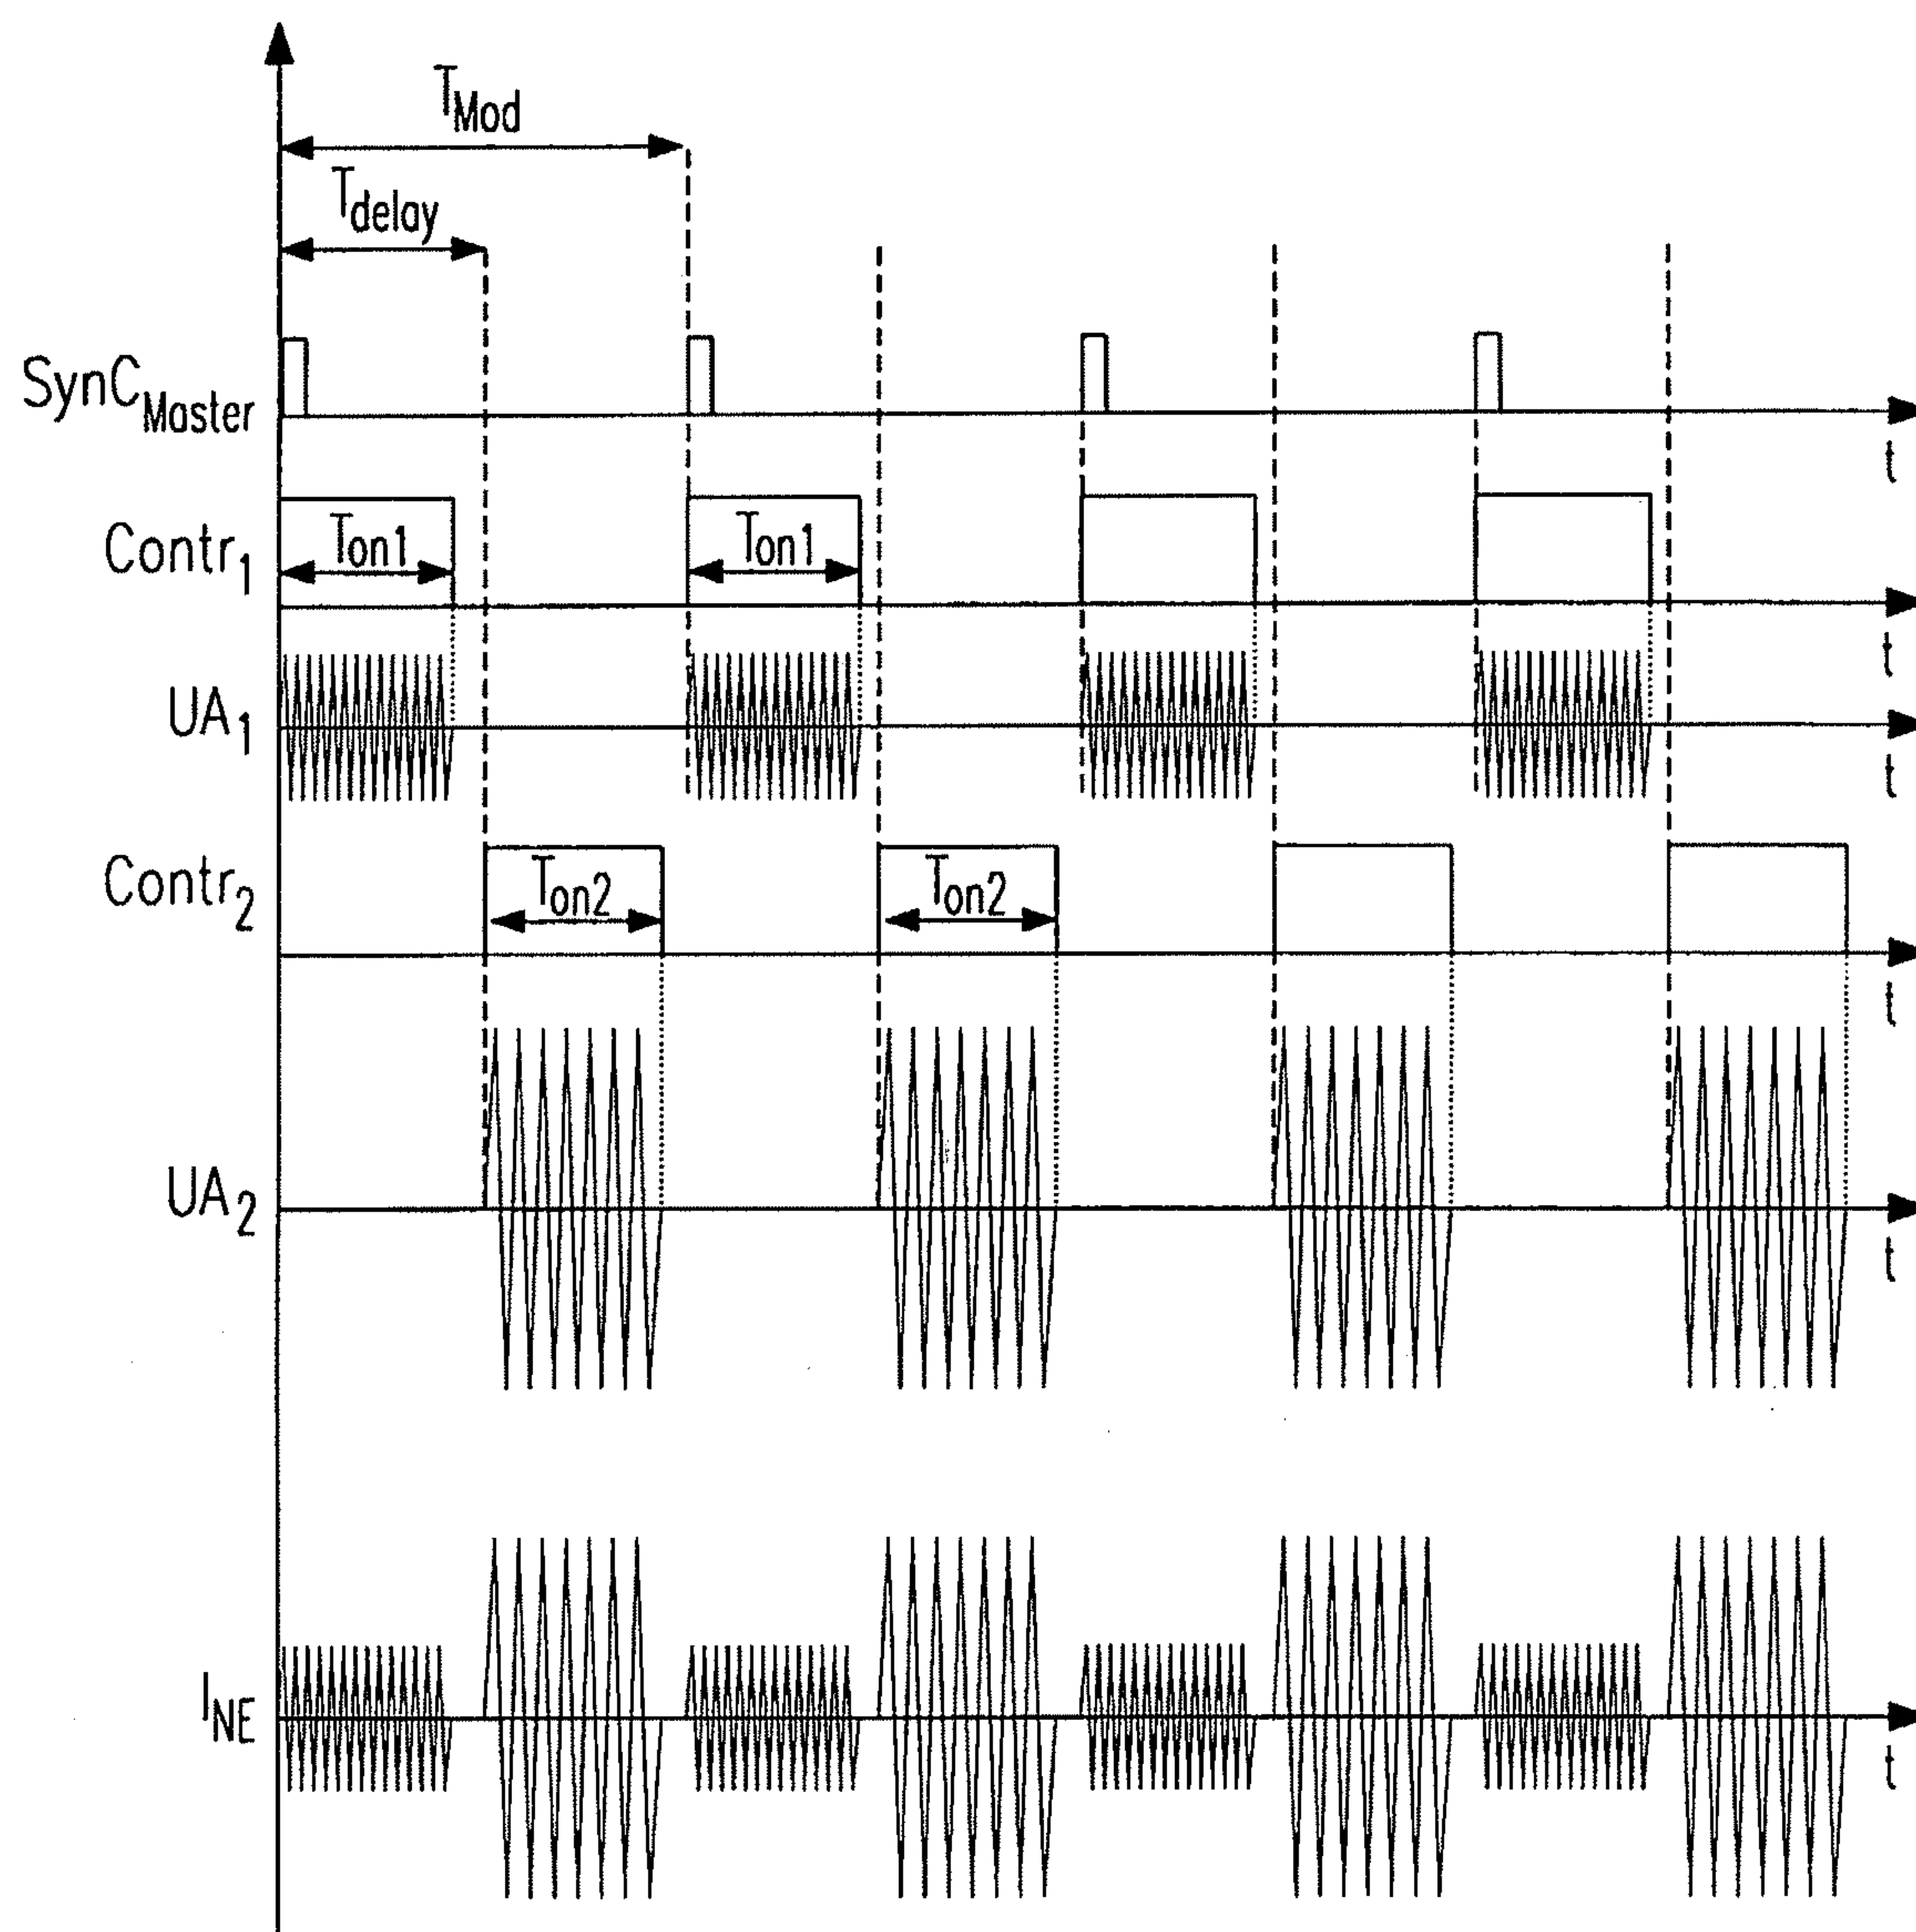 T_Mod
T_delay
SynC_Master
t
Contr_1
T_on1
T_on1
t
UA_1
t
Contr_2
T_on2
T_on2
t
UA_2
t
I_NE
t